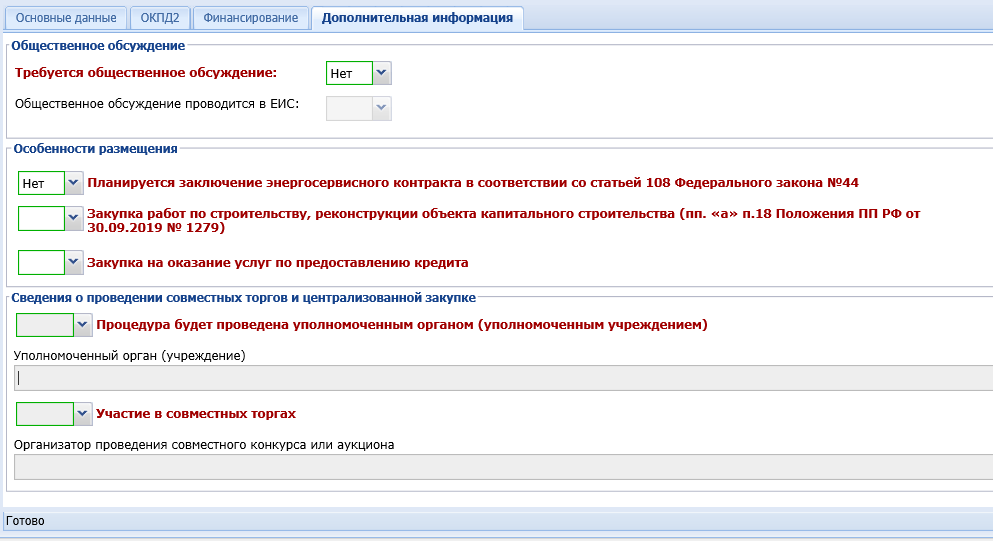 Основные данные ОКПД2 Финансирование Дополнительная информация
Общественное обсуждение
Требуется общественное обсуждение: Нет
Общественное обсуждение проводится в ЕИС:
Особенности размещения
Нет Планируется заключение энергосервисного контракта в соответствии со статьей 108 Федерального закона №44
Закупка работ по строительству, реконструкции объекта капитального строительства (пп. «а» п.18 Положения ПП РФ от
30.09.2019 № 1279)
Закупка на оказание услуг по предоставлению кредита
Сведения о проведении совместных торгов и централизованной закупке
Процедура будет проведена уполномоченным органом (уполномоченным учреждением)
Уполномоченный орган (учреждение)
Участие в совместных торгах
Организатор проведения совместного конкурса или аукциона
Готово